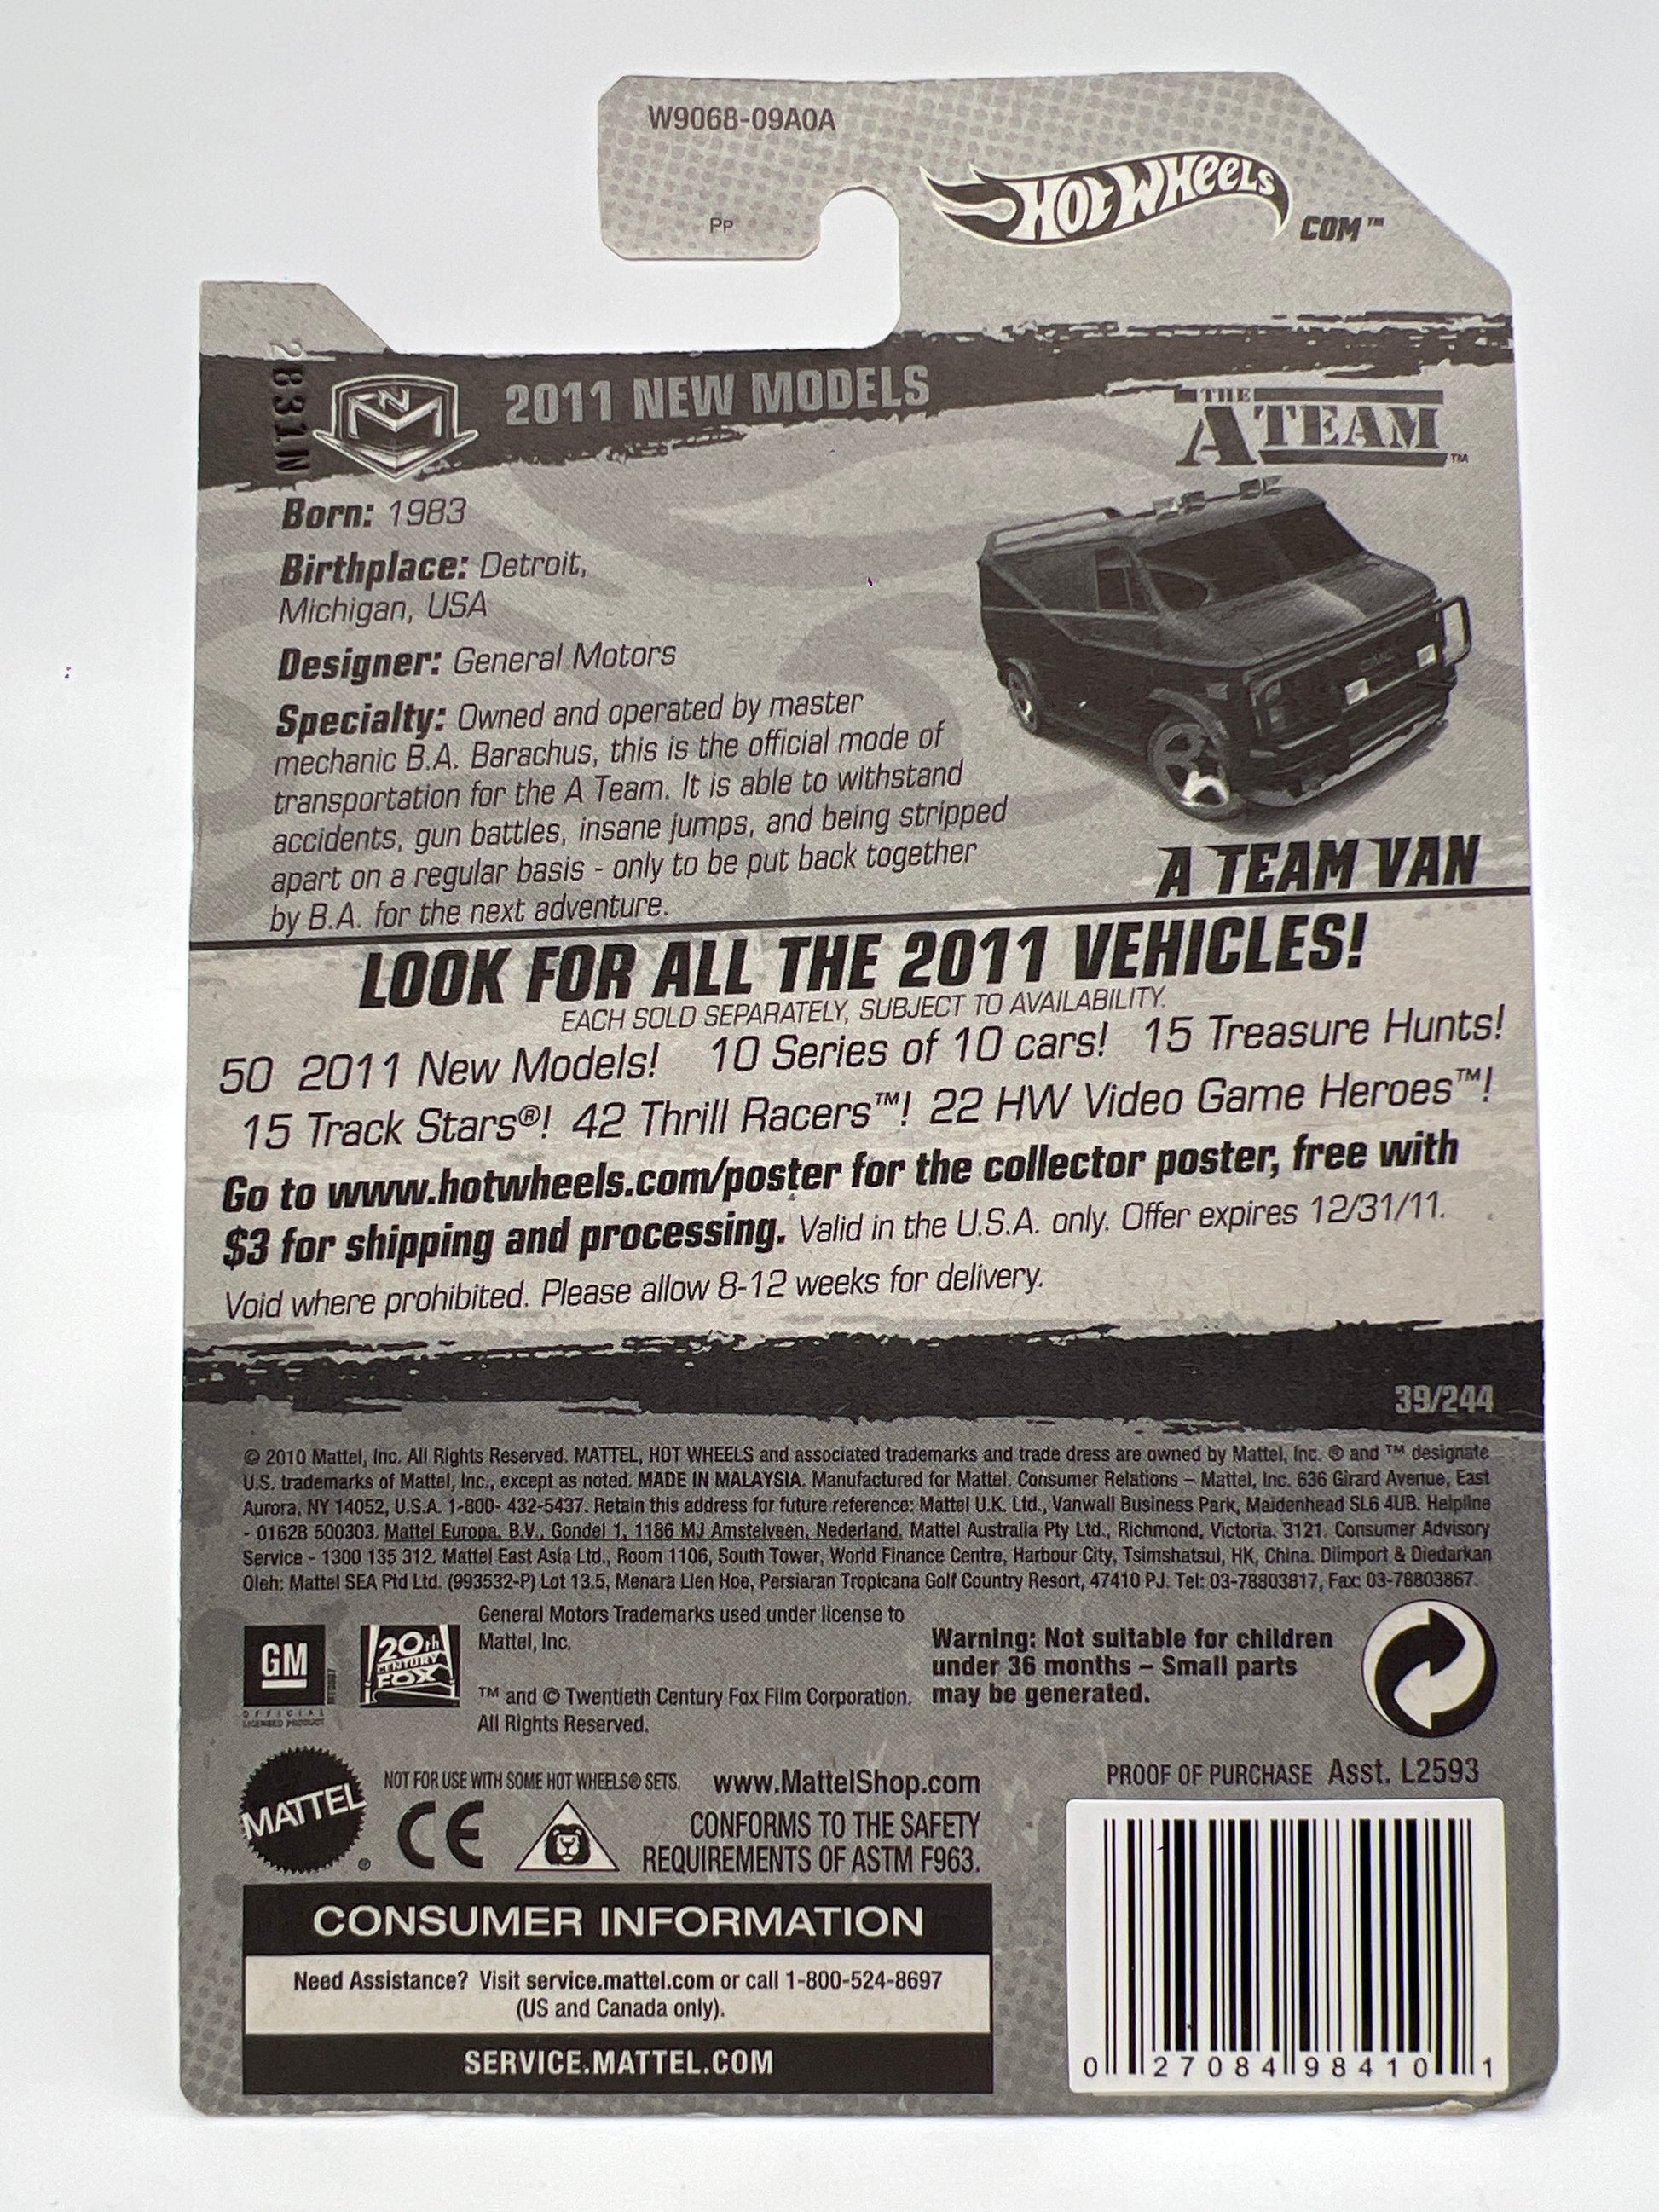 W9068-09A0A
Pp
HOT WHEELS
COM™
2831N
NM
2011 NEW MODELS
THE
A TEAM™
Born: 1983
Birthplace: Detroit,
Michigan, USA
Designer: General Motors
Specialty: Owned and operated by master
mechanic B.A. Barachus, this is the official mode of
transportation for the A Team. It is able to withstand
accidents, gun battles, insane jumps, and being stripped
apart on a regular basis - only to be put back together
by B.A. for the next adventure.
A TEAM VAN
LOOK FOR ALL THE 2011 VEHICLES!
EACH SOLD SEPARATELY, SUBJECT TO AVAILABILITY.
50 2011 New Models! 10 Series of 10 cars! 15 Treasure Hunts!
15 Track Stars®! 42 Thrill Racers™! 22 HW Video Game Heroes™!
Go to www.hotwheels.com/poster for the collector poster, free with
$3 for shipping and processing. Valid in the U.S.A. only. Offer expires 12/31/11.
Void where prohibited. Please allow 8-12 weeks for delivery.
39/244
© 2010 Mattel, Inc. All Rights Reserved. MATTEL, HOT WHEELS and associated trademarks and trade dress are owned by Mattel, Inc. ® and ™ designate
U.S. trademarks of Mattel, Inc., except as noted. MADE IN MALAYSIA. Manufactured for Mattel. Consumer Relations – Mattel, Inc. 636 Girard Avenue, East
Aurora, NY 14052, U.S.A. 1-800- 432-5437. Retain this address for future reference: Mattel U.K. Ltd., Vanwall Business Park, Maidenhead SL6 4UB. Helpline
- 01628 500303. Mattel Europa. B.V., Gondel 1, 1186 MJ Amstelveen, Nederland. Mattel Australia Pty Ltd., Richmond, Victoria. 3121. Consumer Advisory
Service - 1300 135 312. Mattel East Asia Ltd., Room 1106, South Tower, World Finance Centre, Harbour City, Tsimshatsui, HK, China. Diimport & Diedarkan
Oleh: Mattel SEA Ptd Ltd. (993532-P) Lot 13.5, Menara Lien Hoe, Persiaran Tropicana Golf Country Resort, 47410 PJ. Tel: 03-78803817, Fax: 03-78803867.
GM
OFFICIAL
LICENSED PRODUCT
20th
CENTURY
FOX
General Motors Trademarks used under license to
Mattel, Inc.
™ and © Twentieth Century Fox Film Corporation.
All Rights Reserved.
Warning: Not suitable for children
under 36 months – Small parts
may be generated.
MATTEL®
NOT FOR USE WITH SOME HOT WHEELS® SETS.
www.MattelShop.com
CE
CONFORMS TO THE SAFETY
REQUIREMENTS OF ASTM F963.
PROOF OF PURCHASE Asst. L2593
CONSUMER INFORMATION
Need Assistance? Visit service.mattel.com or call 1-800-524-8697
(US and Canada only).
SERVICE.MATTEL.COM
0 27084 98410 1